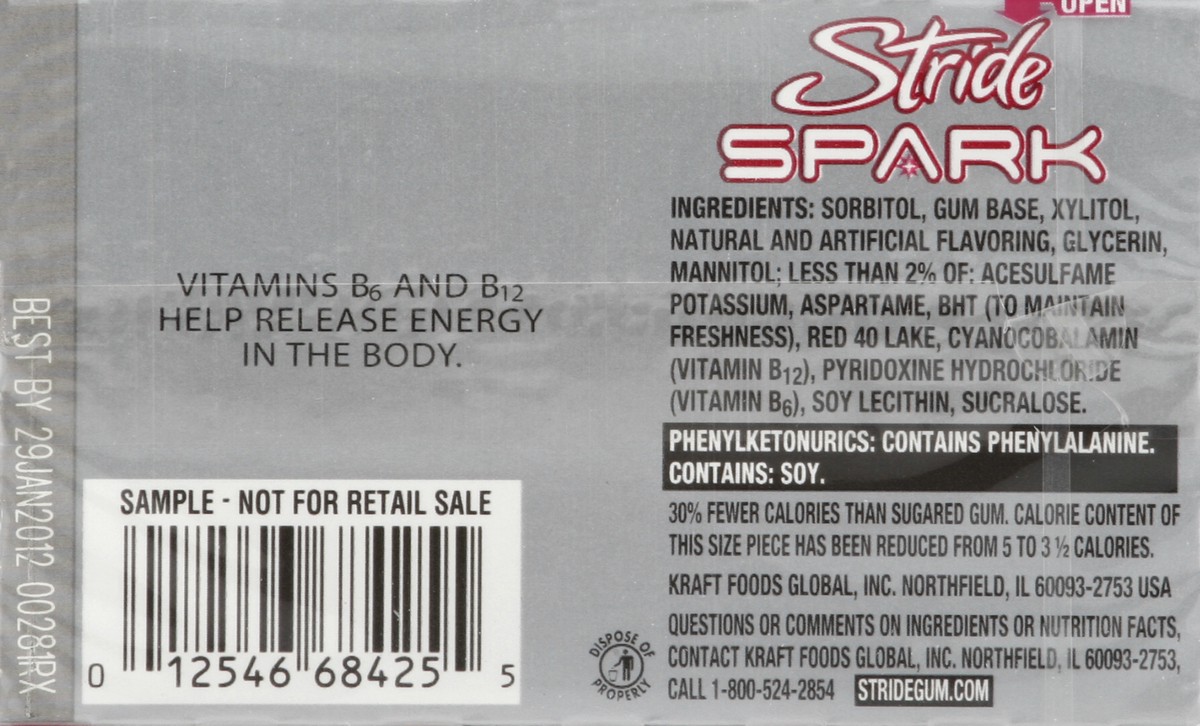 OPEN
Stride
SPARK
INGREDIENTS: SORBITOL, GUM BASE, XYLITOL,
NATURAL AND ARTIFICIAL FLAVORING, GLYCERIN,
MANNITOL; LESS THAN 2% OF: ACESULFAME
POTASSIUM, ASPARTAME, BHT (TO MAINTAIN
FRESHNESS), RED 40 LAKE, CYANOCOBALAMIN
(VITAMIN B12), PYRIDOXINE HYDROCHLORIDE
(VITAMIN B6), SOY LECITHIN, SUCRALOSE.
PHENYLKETONURICS: CONTAINS PHENYLALANINE.
CONTAINS: SOY.
30% FEWER CALORIES THAN SUGARED GUM. CALORIE CONTENT OF
THIS SIZE PIECE HAS BEEN REDUCED FROM 5 TO 3 ½ CALORIES.
KRAFT FOODS GLOBAL, INC. NORTHFIELD, IL 60093-2753 USA
QUESTIONS OR COMMENTS ON INGREDIENTS OR NUTRITION FACTS,
CONTACT KRAFT FOODS GLOBAL, INC. NORTHFIELD, IL 60093-2753,
CALL 1-800-524-2854 STRIDEGUM.COM
DISPOSE OF
PROPERLY
VITAMINS B6 AND B12
HELP RELEASE ENERGY
IN THE BODY.
SAMPLE - NOT FOR RETAIL SALE
0 12546 68425 5
BEST BY 29JAN2012 00281RX